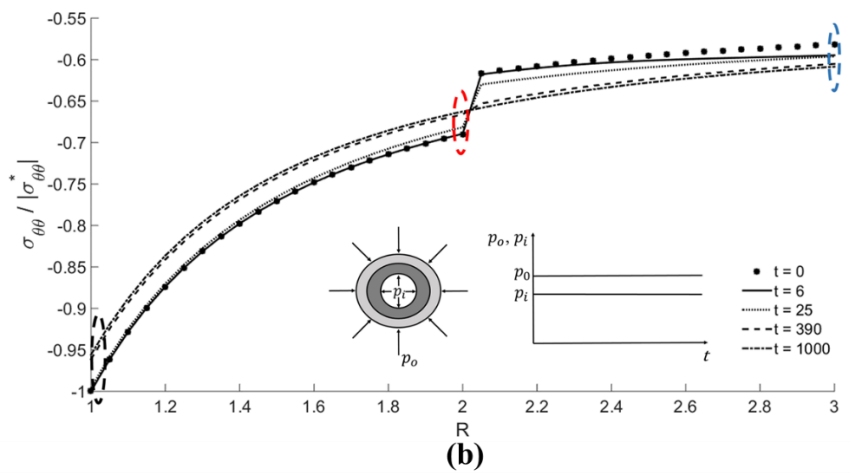 -0.55
-0.6
-0.65
-0.7
-0.75
-0.8
-0.85
-0.9
-0.95
-1
σθθ / |σ*θθ|
1 1.2 1.4 1.6 1.8 2 2.2 2.4 2.6 2.8 3
R
pi
po
po, pi
p0
pi
t
t = 0
t = 6
t = 25
t = 390
t = 1000
(b)